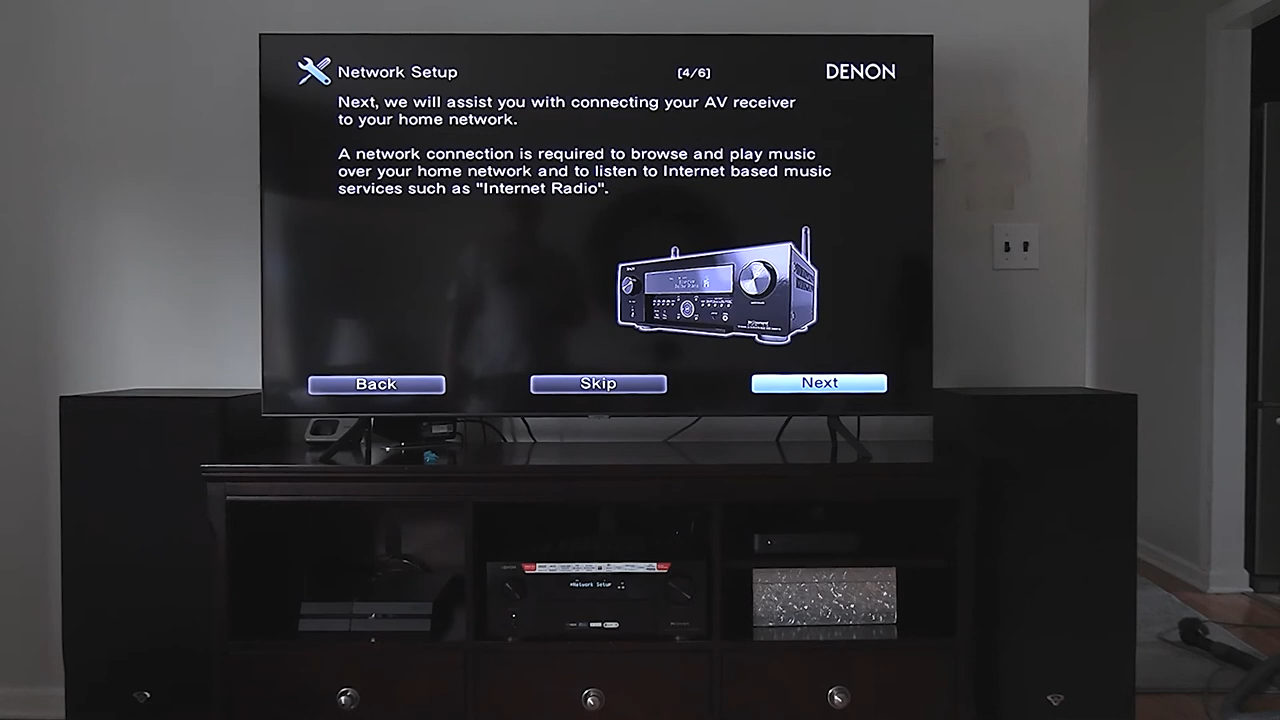 Network Setup
[4/6]
DENON
Next, we will assist you with connecting your AV receiver
to your home network.
A network connection is required to browse and play music
over your home network and to listen to Internet based music
services such as "Internet Radio".
Back
Skip
Next
*Network Setup